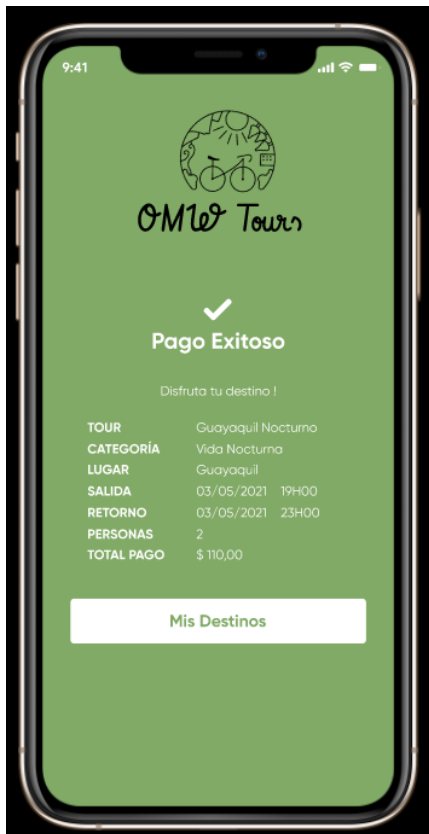 9:41
OMW Tours
Pago Exitoso
Disfruta tu destino !
TOUR Guayaquil Nocturno
CATEGORÍA Vida Nocturna
LUGAR Guayaquil
SALIDA 03/05/2021 19H00
RETORNO 03/05/2021 23H00
PERSONAS 2
TOTAL PAGO $ 110,00
Mis Destinos